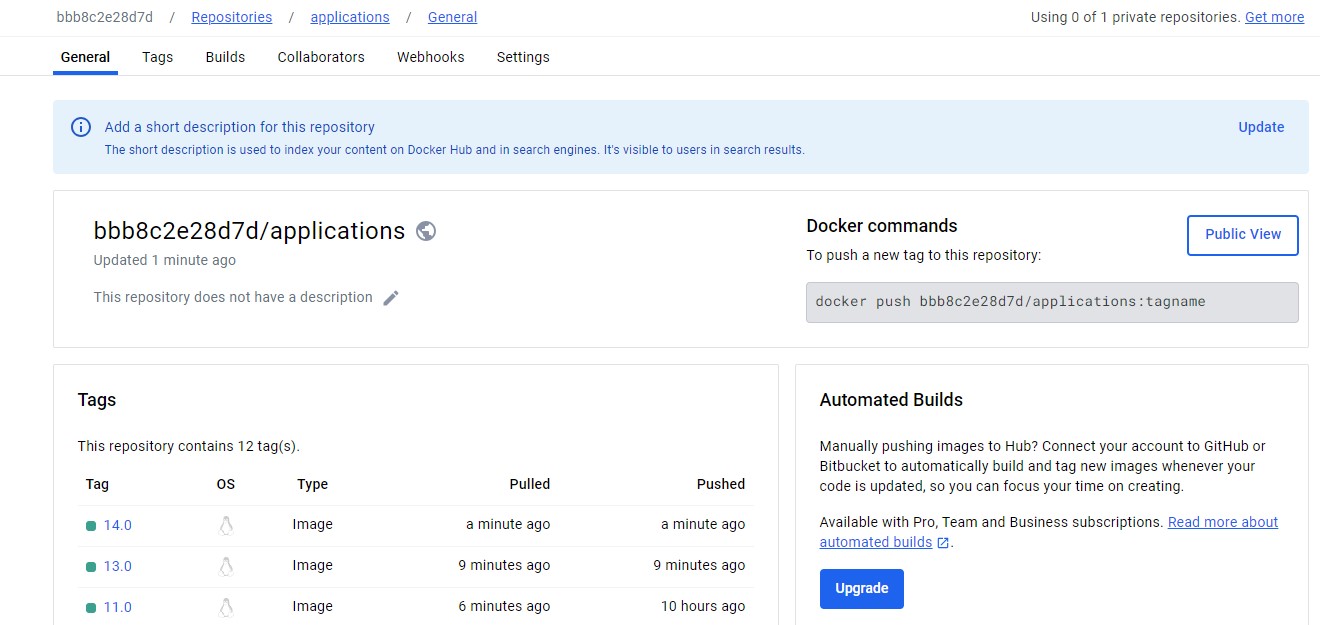 bbb8c2e28d7d / Repositories / applications / General Using 0 of 1 private repositories. Get more
General Tags Builds Collaborators Webhooks Settings
Add a short description for this repository Update
The short description is used to index your content on Docker Hub and in search engines. It's visible to users in search results.
bbb8c2e28d7d/applications
Updated 1 minute ago
This repository does not have a description
Docker commands
Public View
To push a new tag to this repository:
docker push bbb8c2e28d7d/applications:tagname
Tags
This repository contains 12 tag(s).
Tag OS Type Pulled Pushed
14.0 Image a minute ago a minute ago
13.0 Image 9 minutes ago 9 minutes ago
11.0 Image 6 minutes ago 10 hours ago
Automated Builds
Manually pushing images to Hub? Connect your account to GitHub or
Bitbucket to automatically build and tag new images whenever your
code is updated, so you can focus your time on creating.
Available with Pro, Team and Business subscriptions. Read more about
automated builds.
Upgrade